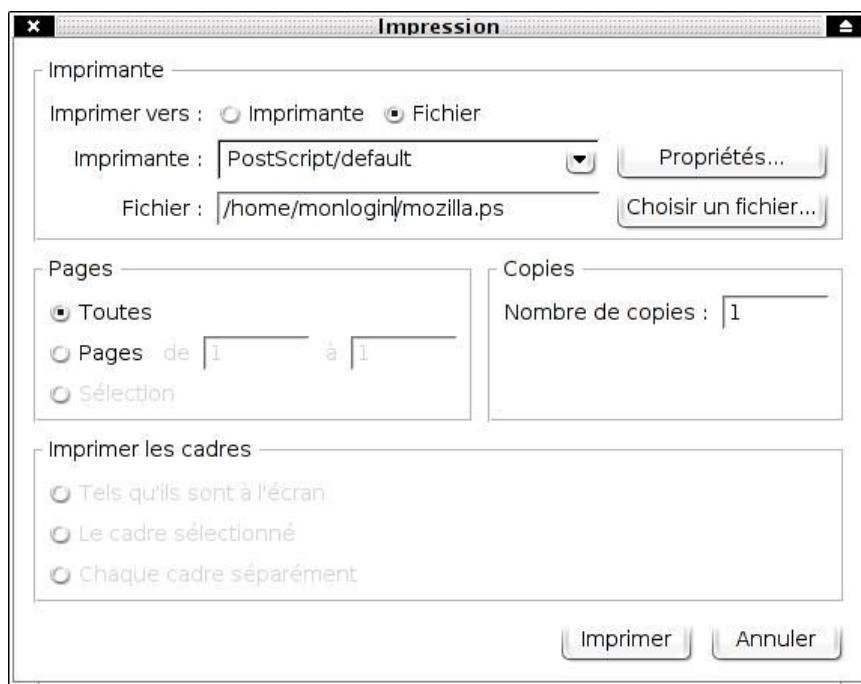 Impression
Imprimante
Imprimer vers : Imprimante Fichier
Imprimante : PostScript/default Propriétés...
Fichier : /home/monlogin/mozilla.ps Choisir un fichier...
Pages
Toutes
Pages de 1 à 1
Sélection
Copies
Nombre de copies : 1
Imprimer les cadres
Tels qu'ils sont à l'écran
Le cadre sélectionné
Chaque cadre séparément
Imprimer Annuler